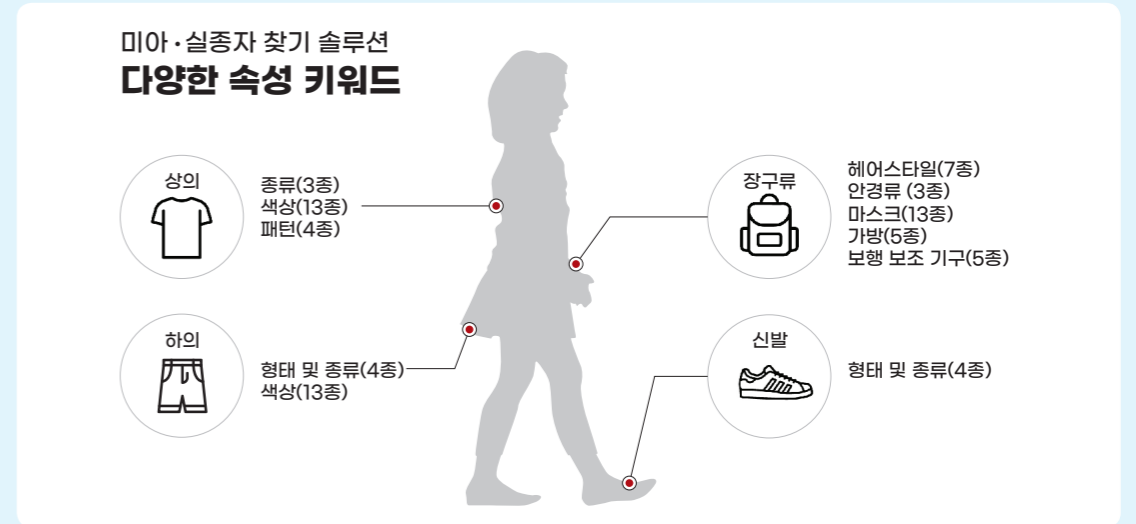 미아·실종자 찾기 솔루션
다양한 속성 키워드
상의
종류(3종)
색상(13종)
패턴(4종)
하의
형태 및 종류(4종)
색상(13종)
장구류
헤어스타일(7종)
안경류 (3종)
마스크(13종)
가방(5종)
보행 보조 기구(5종)
신발
형태 및 종류(4종)